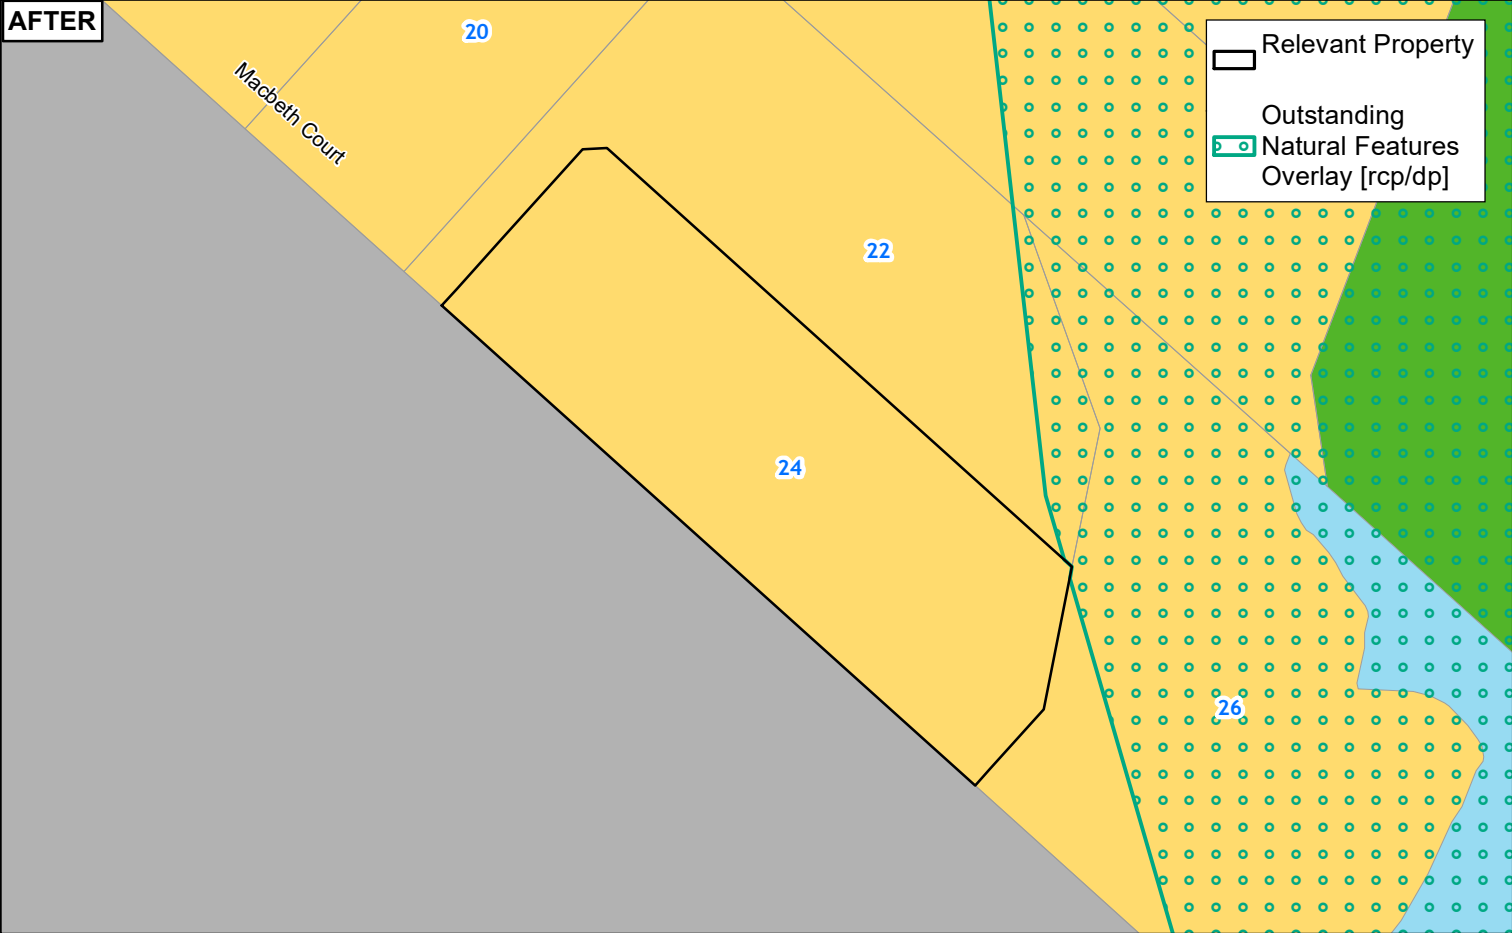 AFTER
20
Macbeth Court
Relevant Property
Outstanding
Natural Features
Overlay [rcp/dp]
22
24
26